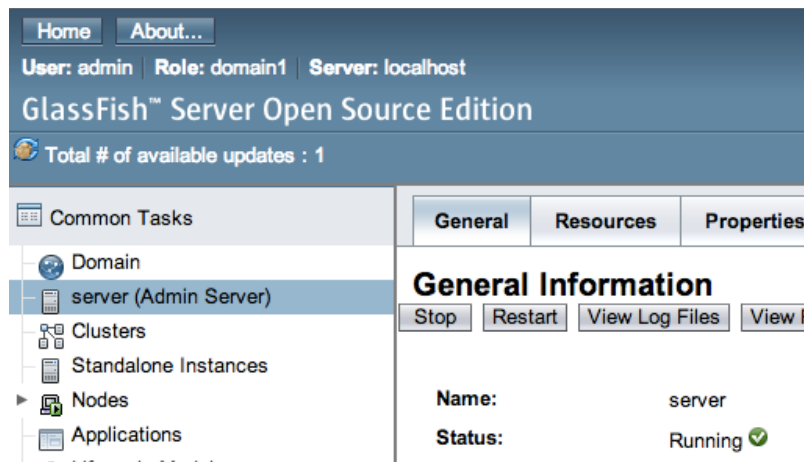 Home About...
User: admin Role: domain1 Server: localhost
GlassFish™ Server Open Source Edition
Total # of available updates : 1
Common Tasks
Domain
server (Admin Server)
Clusters
Standalone Instances
Nodes
Applications
General Resources Properties
General Information
Stop Restart View Log Files View
Name: server
Status: Running